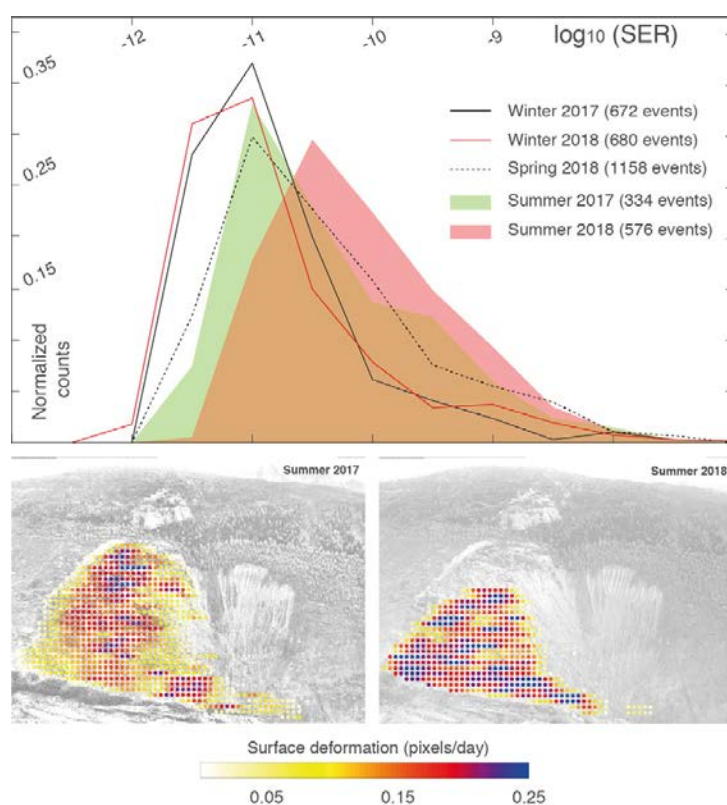 -12 -11 -10 -9 log₁₀ (SER)
0.35
0.25
0.15
Normalized
counts
Winter 2017 (672 events)
Winter 2018 (680 events)
Spring 2018 (1158 events)
Summer 2017 (334 events)
Summer 2018 (576 events)
Summer 2017
Summer 2018
Surface deformation (pixels/day)
0.05 0.15 0.25